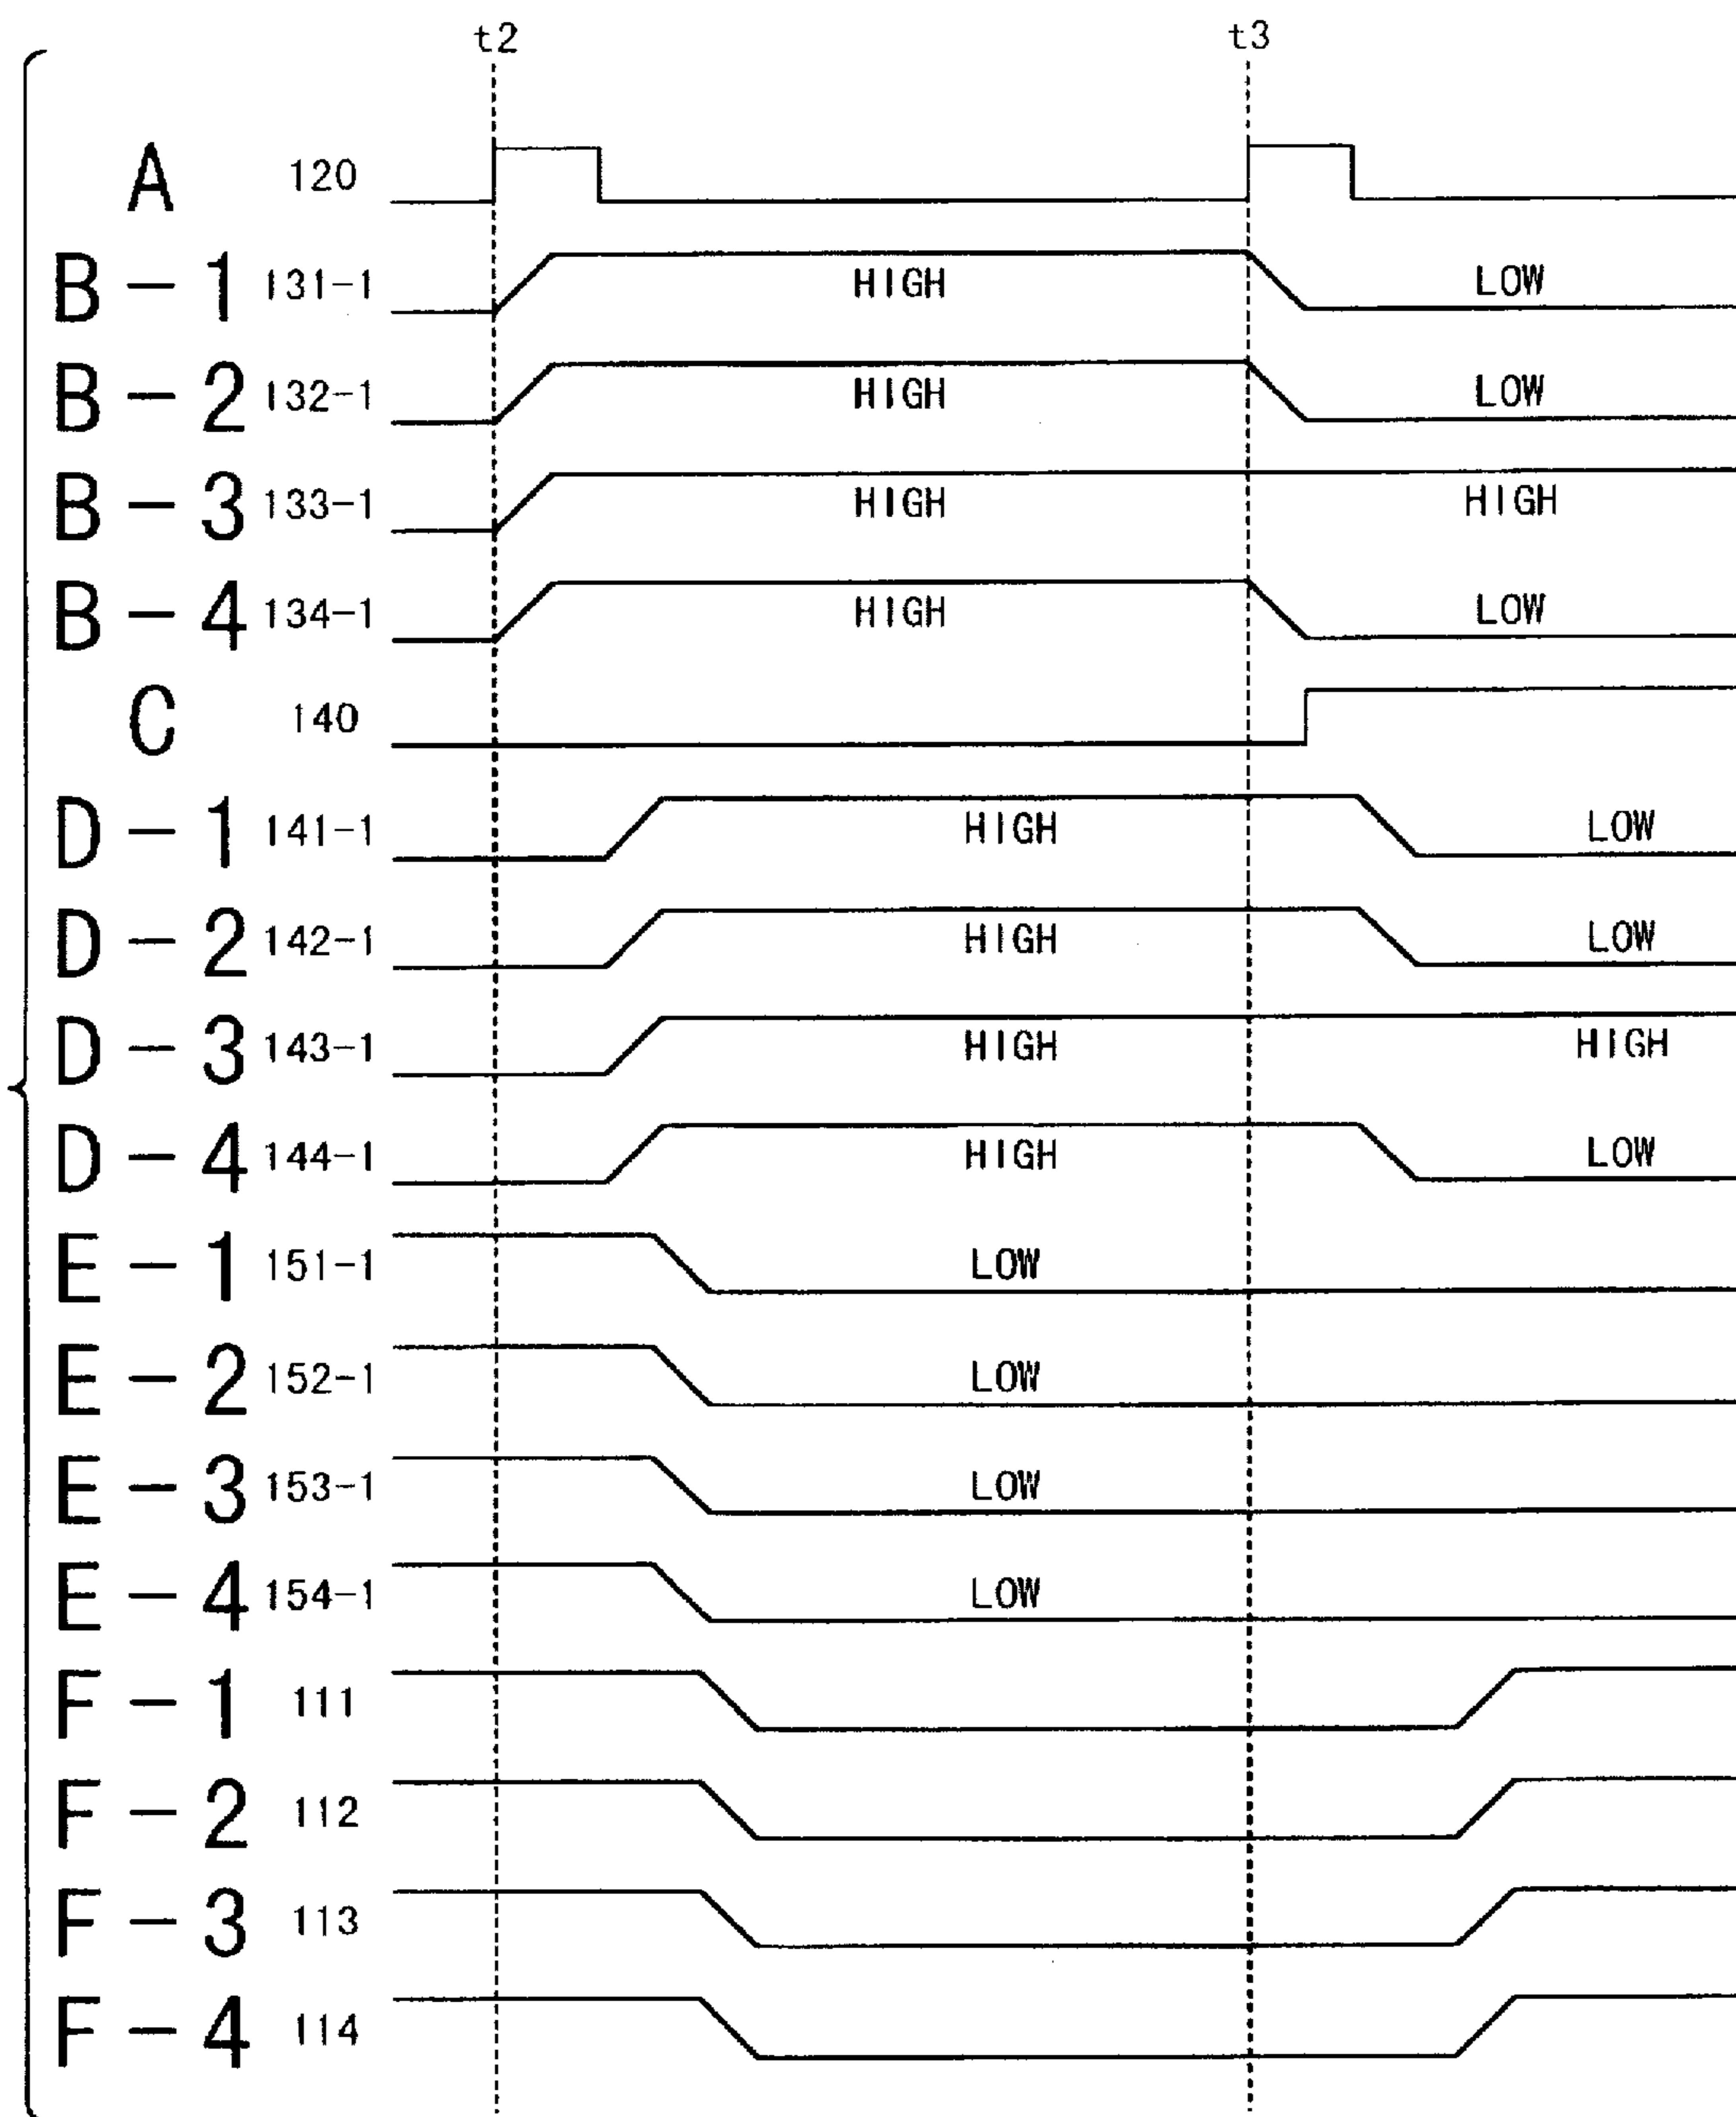 t2 t3
A 120
B-1 131-1 HIGH LOW
B-2 132-1 HIGH LOW
B-3 133-1 HIGH HIGH
B-4 134-1 HIGH LOW
C 140
D-1 141-1 HIGH LOW
D-2 142-1 HIGH LOW
D-3 143-1 HIGH HIGH
D-4 144-1 HIGH LOW
E-1 151-1 LOW
E-2 152-1 LOW
E-3 153-1 LOW
E-4 154-1 LOW
F-1 111
F-2 112
F-3 113
F-4 114